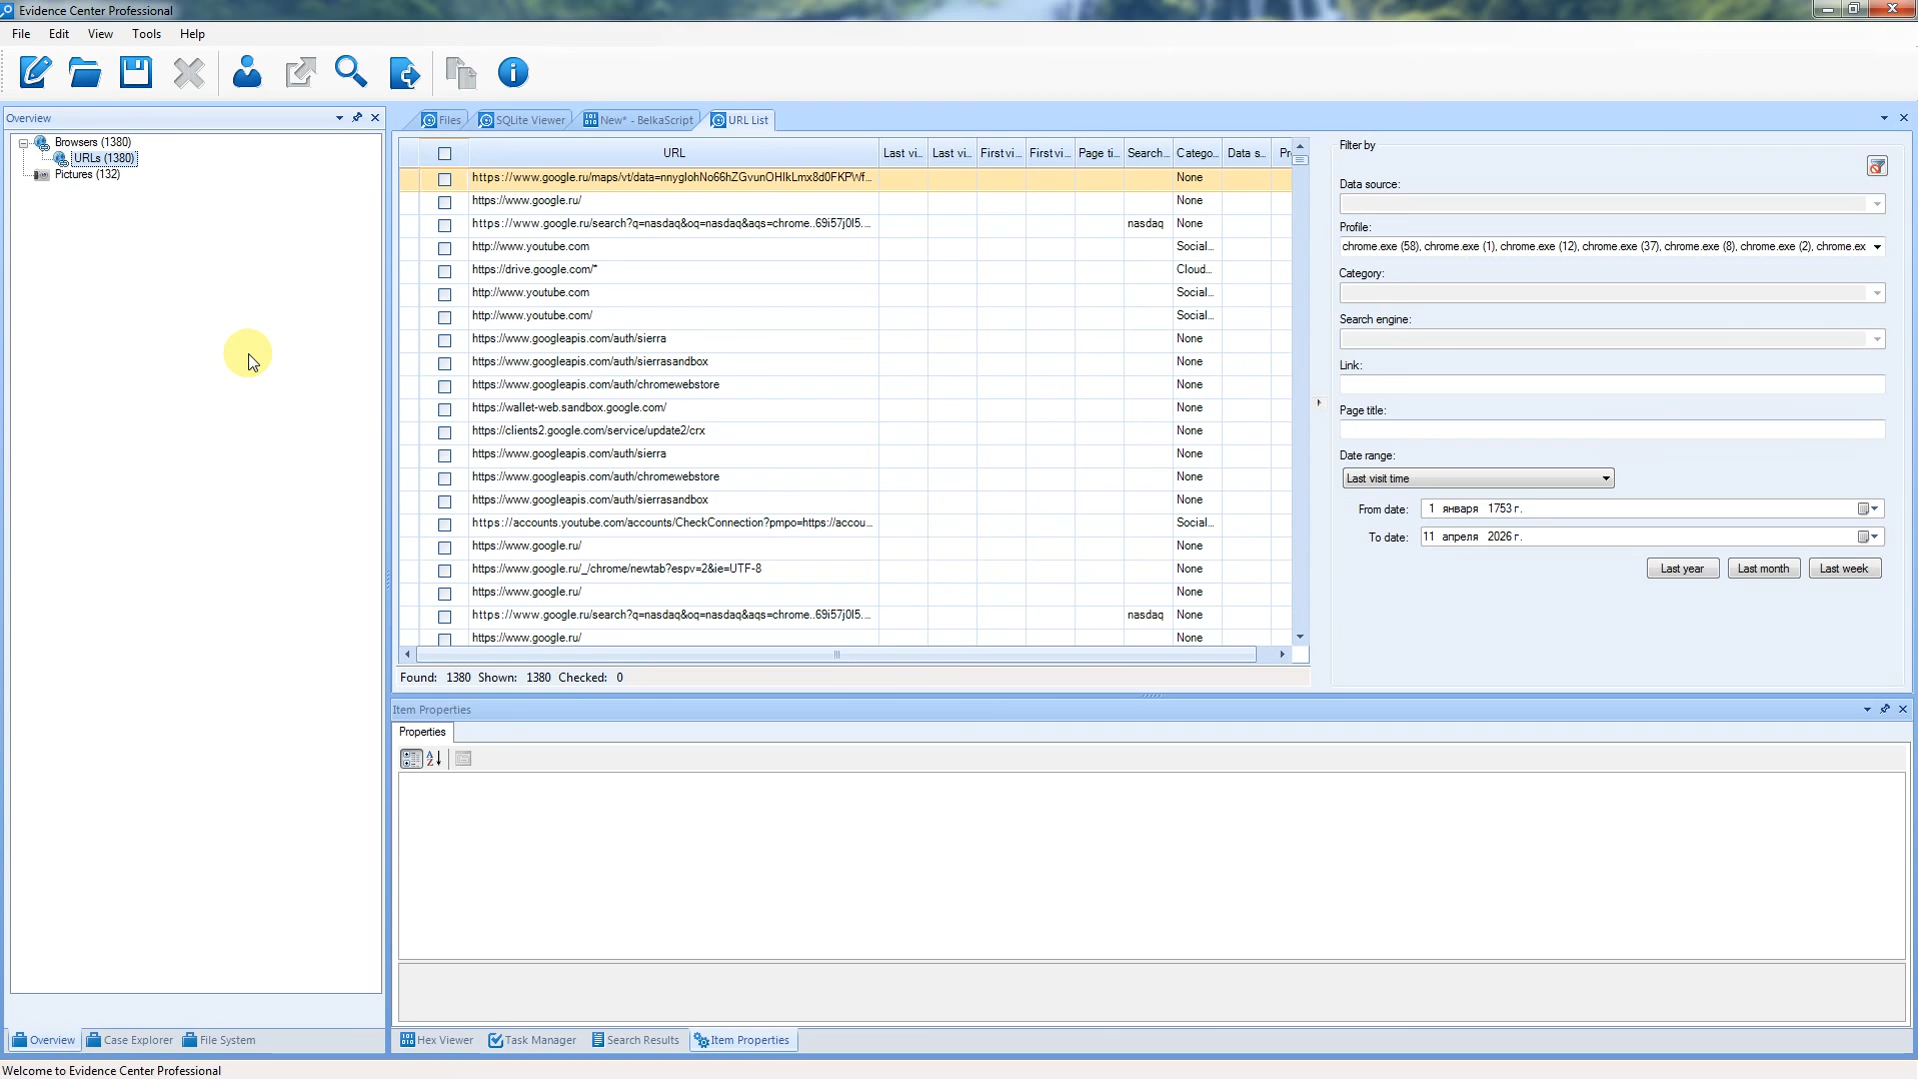 Evidence Center Professional
File Edit View Tools Help
Overview
Browsers (1380)
URLs (1380)
Pictures (132)
Files SQLite Viewer New* - BelkaScript URL List
URL Last vi... Last vi... First vi... First vi... Page ti... Search... Catego... Data s... Pr
https://www.google.ru/maps/vt/data=nnyglohNo66hZGvunOHIkLmx8d0FKPWf... None
https://www.google.ru/ None
https://www.google.ru/search?q=nasdaq&oq=nasdaq&aqs=chrome..69i57j0l5.... nasdaq None
http://www.youtube.com Social...
https://drive.google.com/* Cloud...
http://www.youtube.com Social...
http://www.youtube.com/ Social...
https://www.googleapis.com/auth/sierra None
https://www.googleapis.com/auth/sierrasandbox None
https://www.googleapis.com/auth/chromewebstore None
https://wallet-web.sandbox.google.com/ None
https://clients2.google.com/service/update2/crx None
https://www.googleapis.com/auth/sierra None
https://www.googleapis.com/auth/chromewebstore None
https://www.googleapis.com/auth/sierrasandbox None
https://accounts.youtube.com/accounts/CheckConnection?pmpo=https://accou... Social...
https://www.google.ru/ None
https://www.google.ru/_/chrome/newtab?espv=2&ie=UTF-8 None
https://www.google.ru/ None
https://www.google.ru/search?q=nasdaq&oq=nasdaq&aqs=chrome..69i57j0l5.... nasdaq None
https://www.google.ru/ None
Found: 1380 Shown: 1380 Checked: 0
Filter by
Data source:
Profile:
chrome.exe (58), chrome.exe (1), chrome.exe (12), chrome.exe (37), chrome.exe (8), chrome.exe (2), chrome.ex
Category:
Search engine:
Link:
Page title:
Date range:
Last visit time
From date: 1 января 1753 г.
To date: 11 апреля 2026 г.
Last year Last month Last week
Item Properties
Properties
Overview Case Explorer File System
Hex Viewer Task Manager Search Results Item Properties
Welcome to Evidence Center Professional